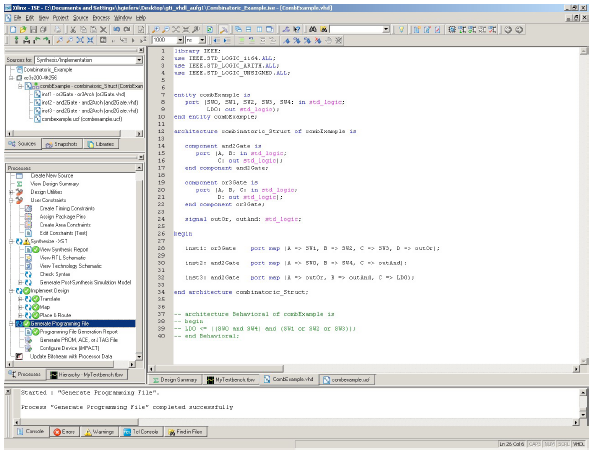 Xilinx - ISE - C:\Documents and Settings\hgielers\Desktop\gti_vhdl_aufg1\Combinatoric_Example.ise - [CombExample.vhd]
File Edit View Project Source Process Window Help
1000 ns
Sources for: Synthesis/Implementation
Combinatoric_Example
xc3s200-4ft256
combExample - combinatoric_Struct (CombExam
inst1 - or3Gate - or3Arch (or3Gate.vhd)
inst2 - and2Gate - and2Arch (and2Gate.vhd)
inst3 - and2Gate - and2Arch (and2Gate.vhd)
combexample.ucf (combexample.ucf)
Sources Snapshots Libraries
Processes
Create New Source
View Design Summary
Design Utilities
User Constraints
Create Timing Constraints
Assign Package Pins
Create Area Constraints
Edit Constraints (Text)
Synthesize - XST
View Synthesis Report
View RTL Schematic
View Technology Schematic
Check Syntax
Generate Post-Synthesis Simulation Model
Implement Design
Translate
Map
Place & Route
Generate Programming File
Programming File Generation Report
Generate PROM, ACE, or JTAG File
Configure Device (iMPACT)
Update Bitstream with Processor Data
Processes Hierarchy - MyTestbench.fbw
1 library IEEE;
2 use IEEE.STD_LOGIC_1164.ALL;
3 use IEEE.STD_LOGIC_ARITH.ALL;
4 use IEEE.STD_LOGIC_UNSIGNED.ALL;
5
6
7 entity combExample is
8 port (SW0, SW1, SW2, SW3, SW4: in std_logic;
9 LD0: out std_logic);
10 end entity combExample;
11
12 architecture combinatoric_Struct of combExample is
13
14 component and2Gate is
15 port (A, B: in std_logic;
16 C: out std_logic);
17 end component and2Gate;
18
19 component or3Gate is
20 port (A, B, C: in std_logic;
21 D: out std_logic);
22 end component or3Gate;
23
24 signal outOr, outAnd: std_logic;
25
26 begin
27
28 inst1: or3Gate port map (A => SW1, B => SW2, C => SW3, D => outOr);
29
30 inst2: and2Gate port map (A => SW0, B => SW4, C => outAnd);
31
32 inst3: and2Gate port map (A => outOr, B => outAnd, C => LD0);
33
34 end architecture combinatoric_Struct;
35
36
37 -- architecture Behavioral of combExample is
38 -- begin
39 -- LD0 <= ((SW0 and SW4) and (SW1 or SW2 or SW3));
40 -- end Behavioral;
Design Summary MyTestbench.fbw CombExample.vhd combexample.ucf
Started : "Generate Programming File".
Process "Generate Programming File" completed successfully
Console Errors Warnings Tcl Console Find in Files
Ln 26 Col 6 CAPS NUM SCRL VHDL